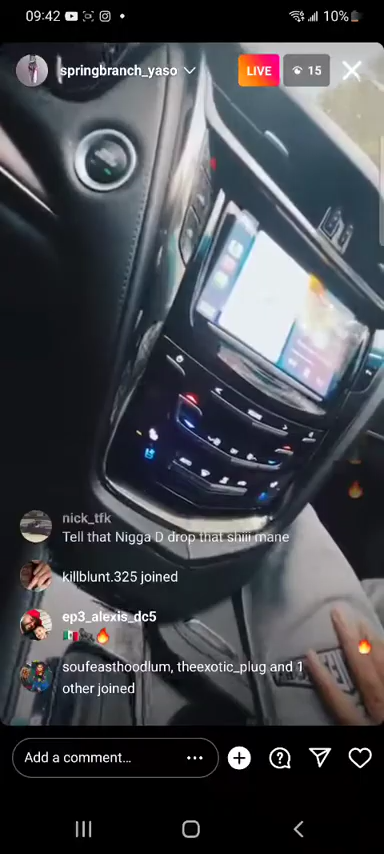 09:42
10%
springbranch_yaso
LIVE
15
nick_tfk
Tell that Nigga D drop that shiii mane
killblunt.325 joined
ep3_alexis_dc5
🇲🇽🔥
soufeasthoodlum, theexotic_plug and 1
other joined
Add a comment...